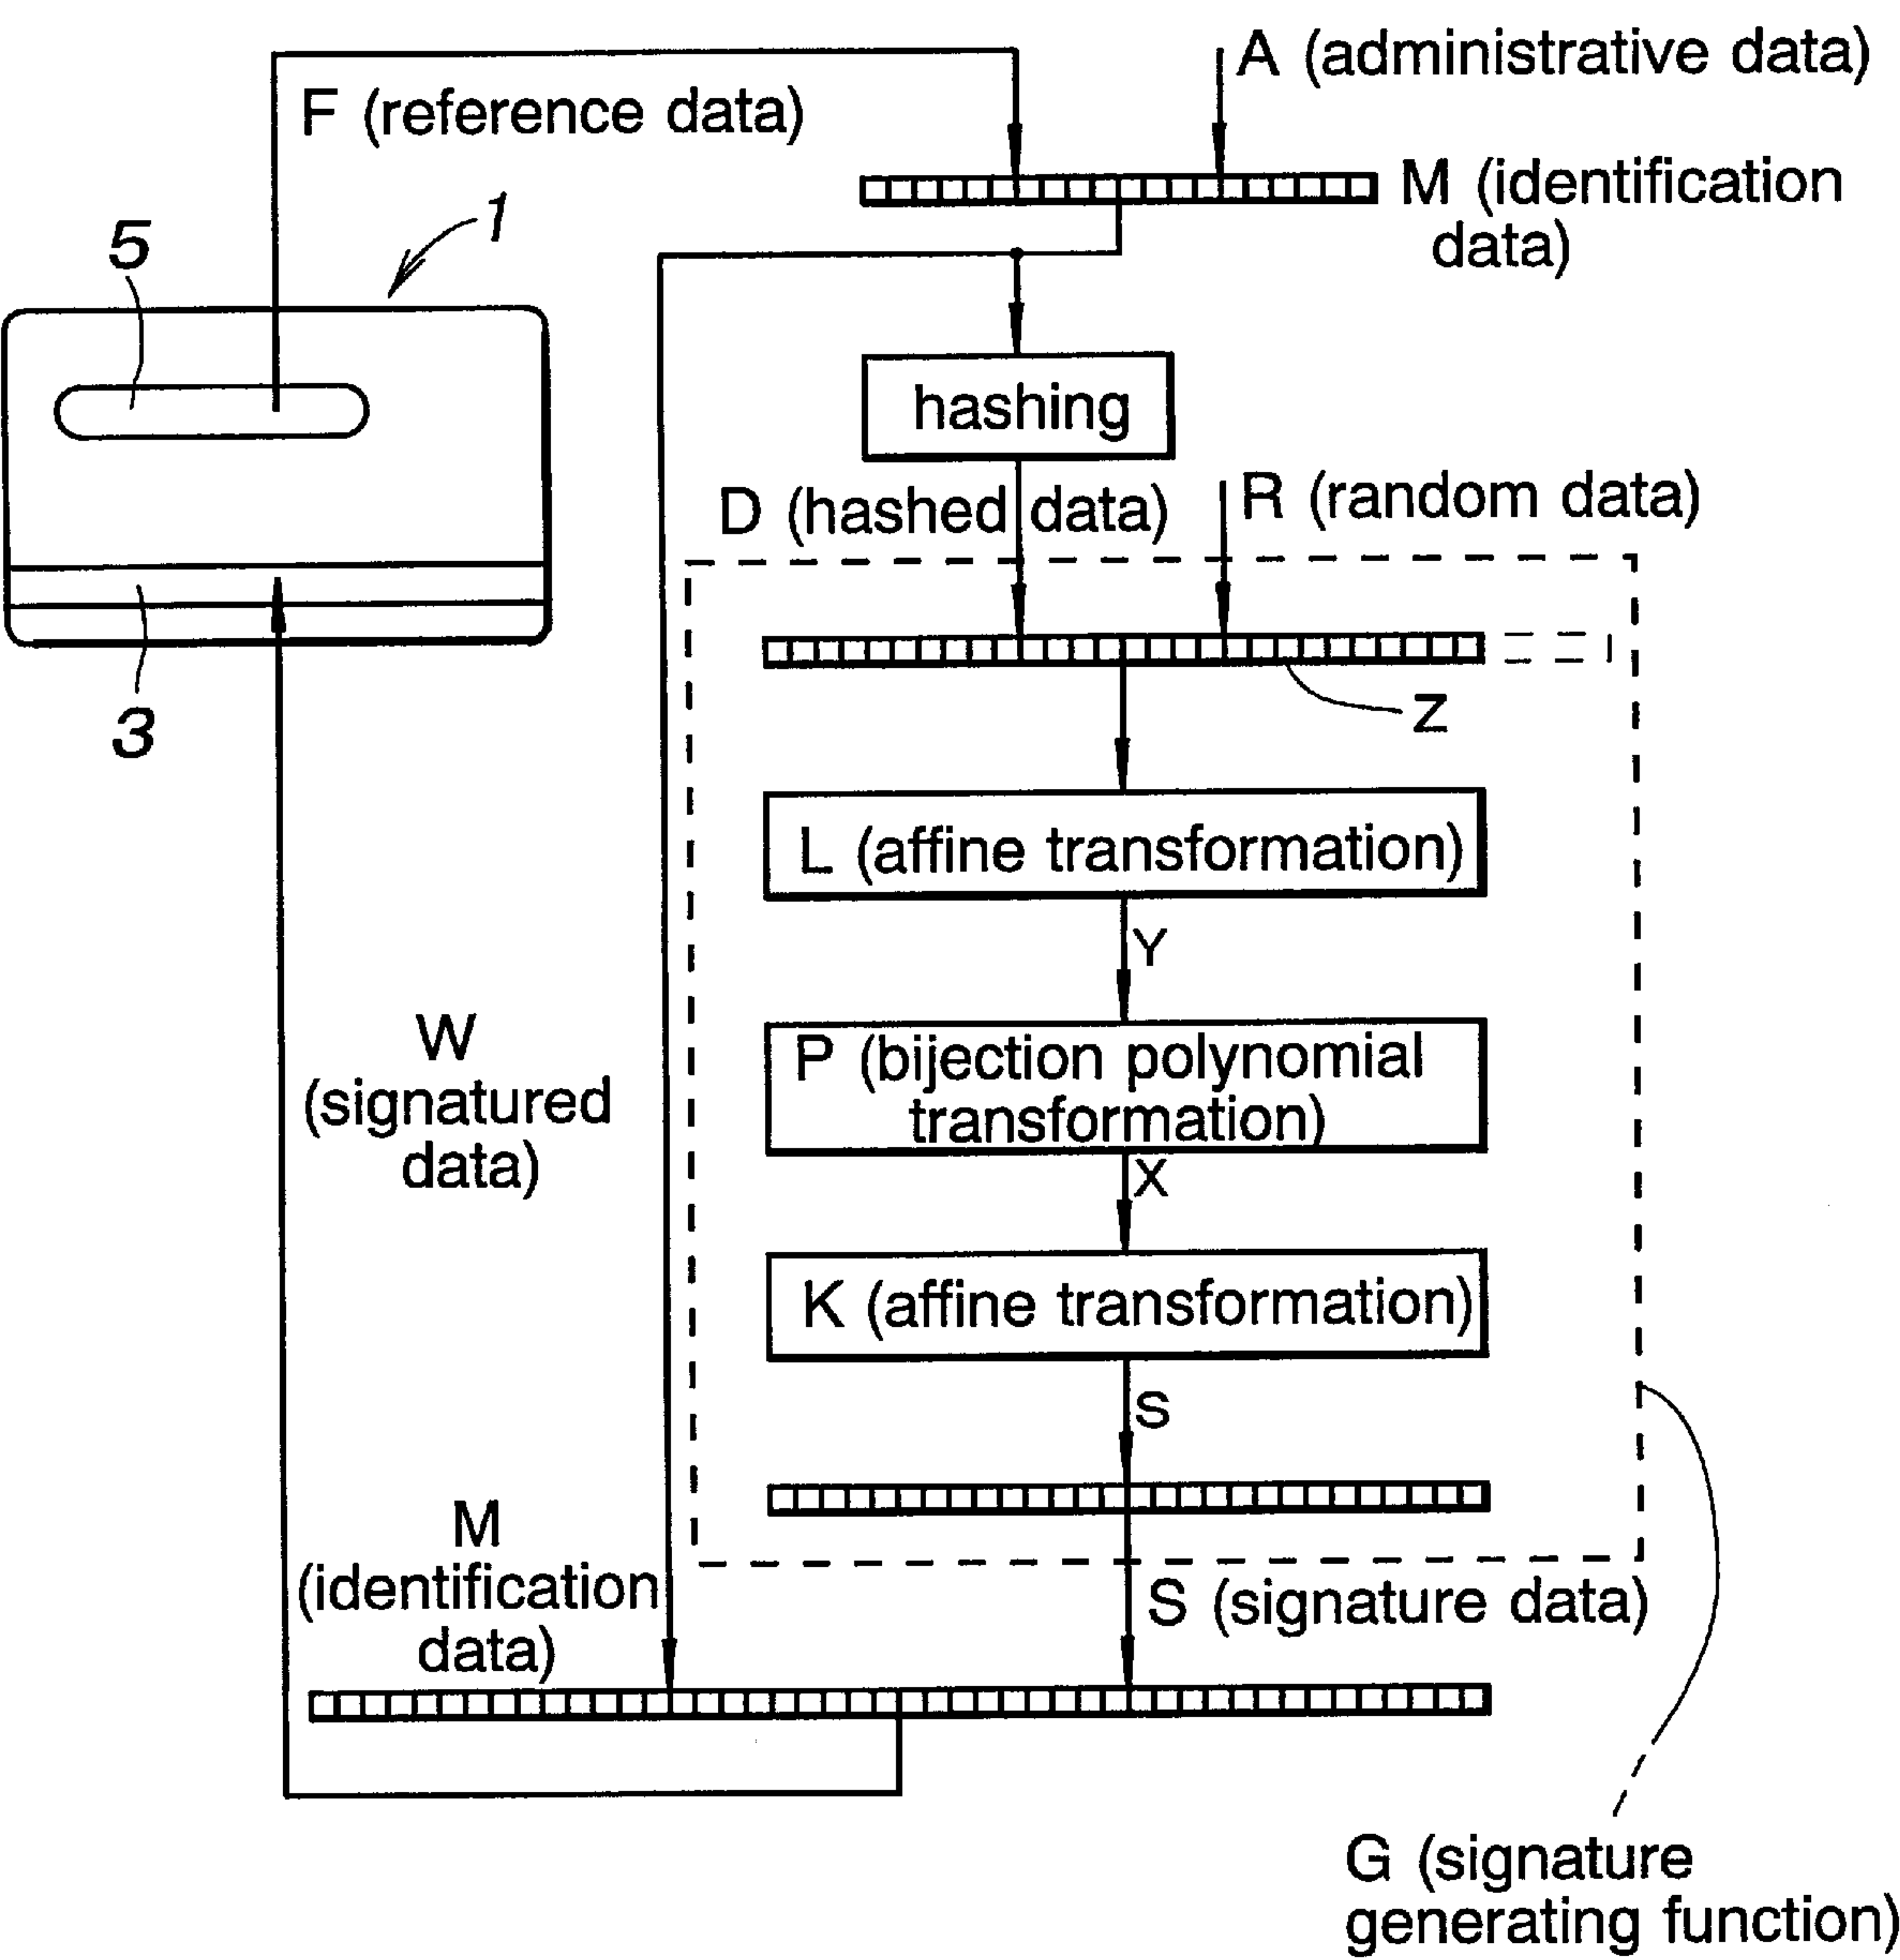 A (administrative data)
F (reference data)
M (identification
data)
1
5
hashing
D (hashed data)
R (random data)
3
Z
L (affine transformation)
Y
P (bijection polynomial
transformation)
X
W
(signatured
data)
K (affine transformation)
S
M
(identification
data)
S (signature data)
G (signature
generating function)